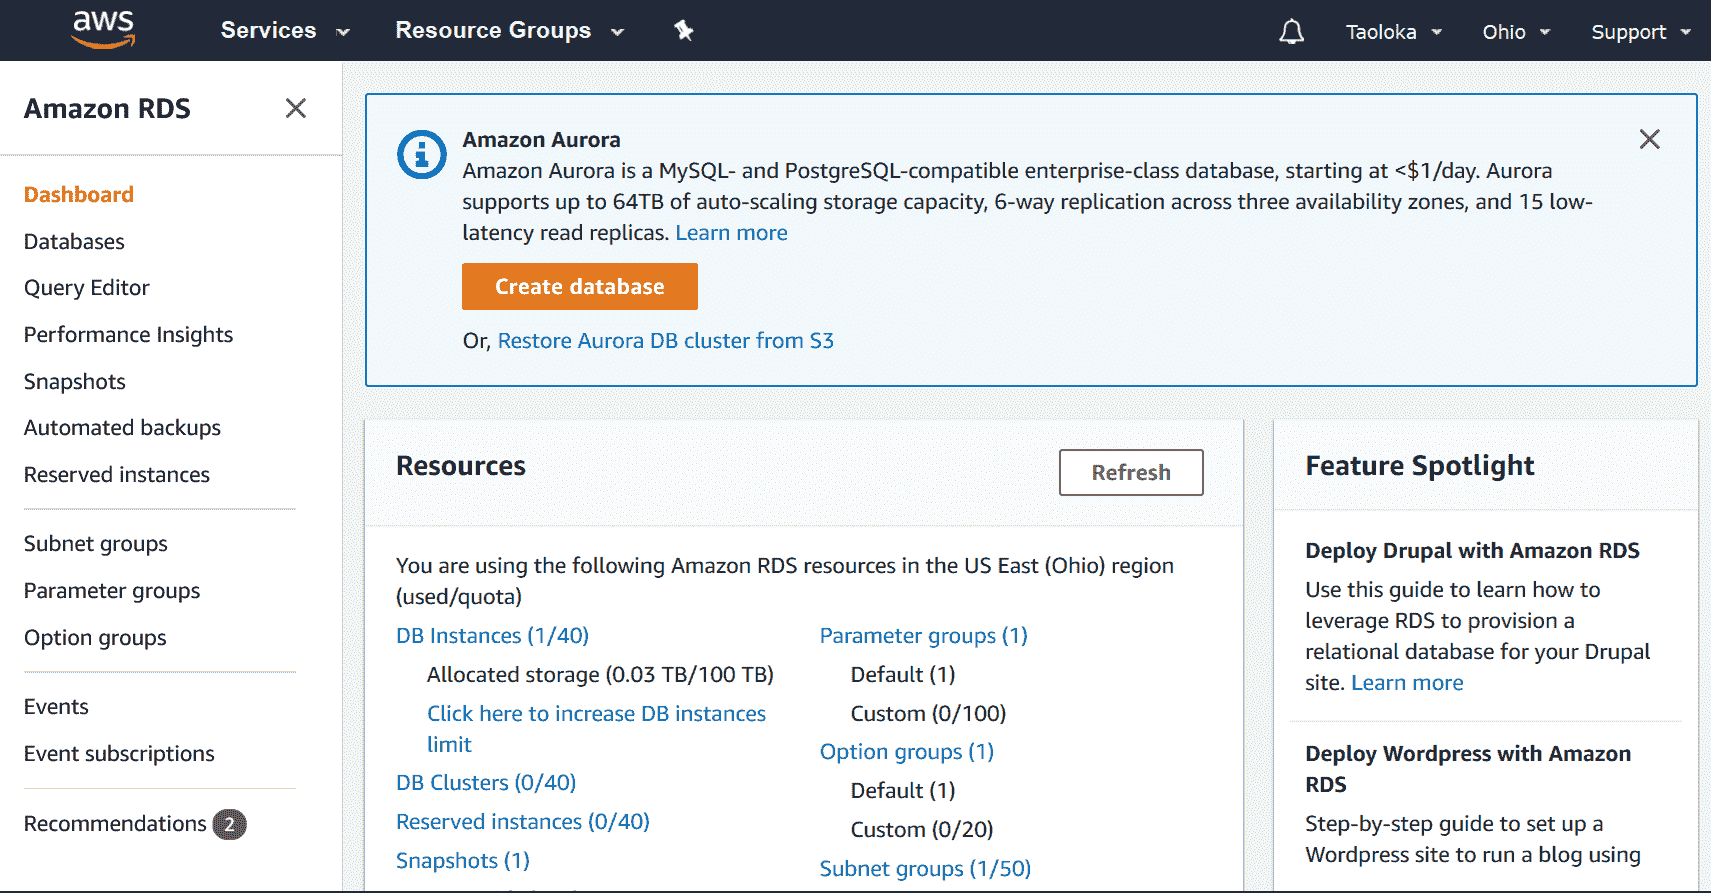 aws
Services
Resource Groups
Taoloka
Ohio
Support
Amazon RDS
Dashboard
Databases
Query Editor
Performance Insights
Snapshots
Automated backups
Reserved instances
Subnet groups
Parameter groups
Option groups
Events
Event subscriptions
Recommendations 2
Amazon Aurora
Amazon Aurora is a MySQL- and PostgreSQL-compatible enterprise-class database, starting at <$1/day. Aurora
supports up to 64TB of auto-scaling storage capacity, 6-way replication across three availability zones, and 15 low-
latency read replicas. Learn more
Create database
Or, Restore Aurora DB cluster from S3
Resources
Refresh
You are using the following Amazon RDS resources in the US East (Ohio) region
(used/quota)
DB Instances (1/40)
Allocated storage (0.03 TB/100 TB)
Click here to increase DB instances
limit
DB Clusters (0/40)
Reserved instances (0/40)
Snapshots (1)
Parameter groups (1)
Default (1)
Custom (0/100)
Option groups (1)
Default (1)
Custom (0/20)
Subnet groups (1/50)
Feature Spotlight
Deploy Drupal with Amazon RDS
Use this guide to learn how to
leverage RDS to provision a
relational database for your Drupal
site. Learn more
Deploy Wordpress with Amazon
RDS
Step-by-step guide to set up a
Wordpress site to run a blog using